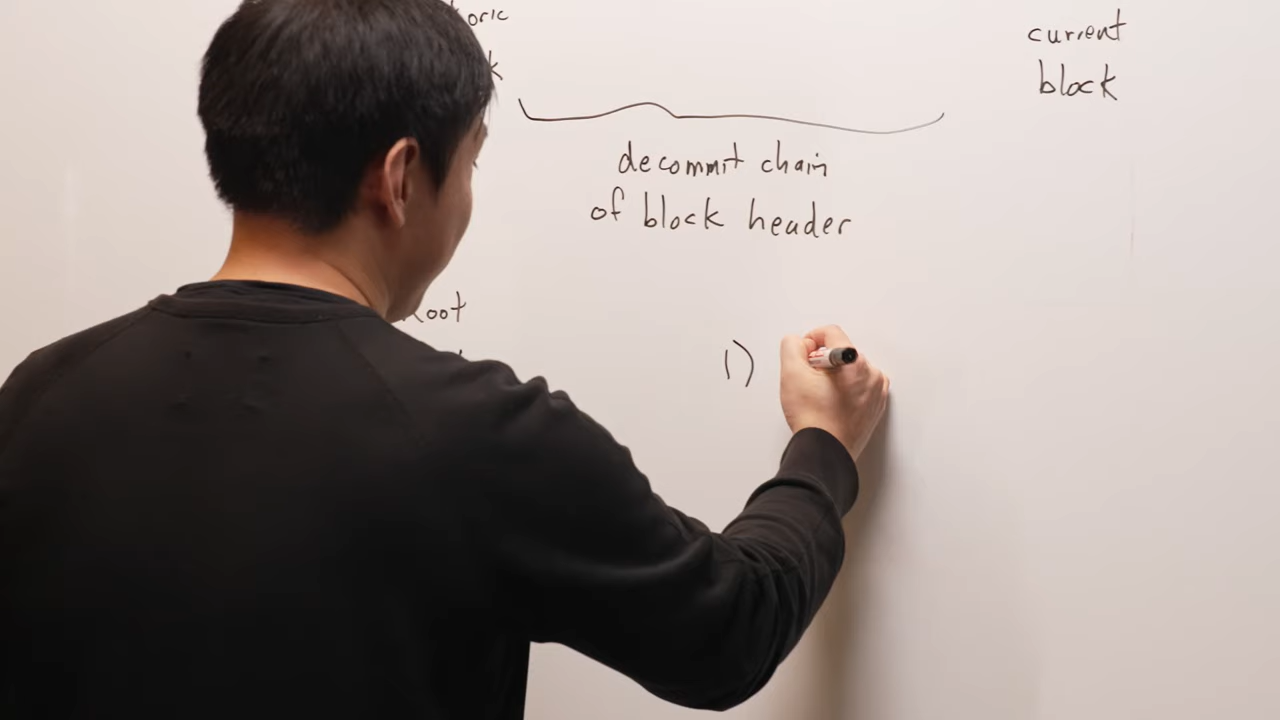 current
block
decommit chain
of block header
1)